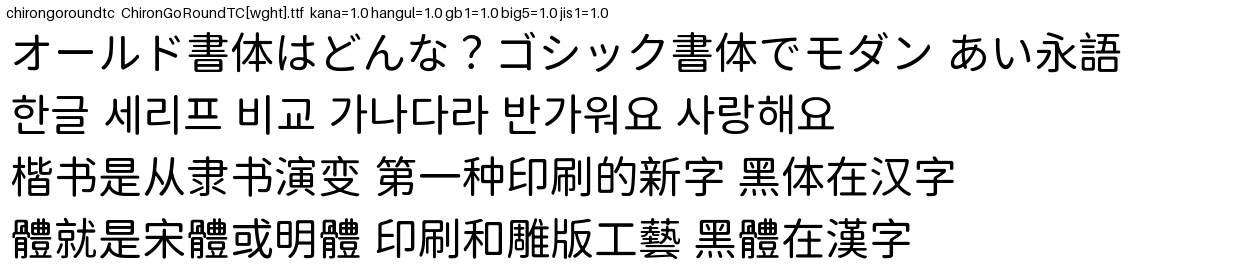 chirongoroundtc ChironGoRoundTC[wght].ttf kana=1.0 hangul=1.0 gb1=1.0 big5=1.0 jis1=1.0
オールド書体はどんな？ゴシック書体でモダン あい永語
한글 세리프 비교 가나다라 반가워요 사랑해요
楷书是从隶书演变 第一种印刷的新字 黑体在汉字
體就是宋體或明體 印刷和雕版工藝 黑體在漢字